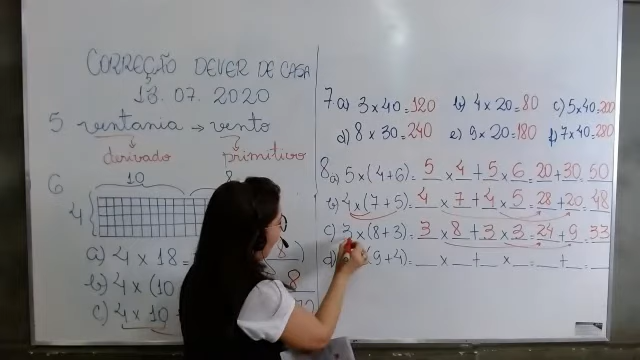 CORREÇÃO DEVER DE CASA
13.07.2020
5 ventania → vento
derivado primitivo
6
10 8
4
a) 4 × 18 =
b) 4 × (10
8
c) 4 × 10
7 a) 3 × 40 = 120 b) 4 × 20 = 80 c) 5 × 40 = 200
d) 8 × 30 = 240 e) 9 × 20 = 180 f) 7 × 40 = 280
8 a) 5 × (4 + 6) = 5 × 4 + 5 × 6 20 + 30 50
b) 4 × (7 + 5) = 4 × 7 + 4 × 5 28 + 20 = 48
c) 3 × (8 + 3) = 3 × 8 + 3 × 3 24 + 9 33
d) 9 + 4) = __ × __ + __ × __ = __ + __ = __